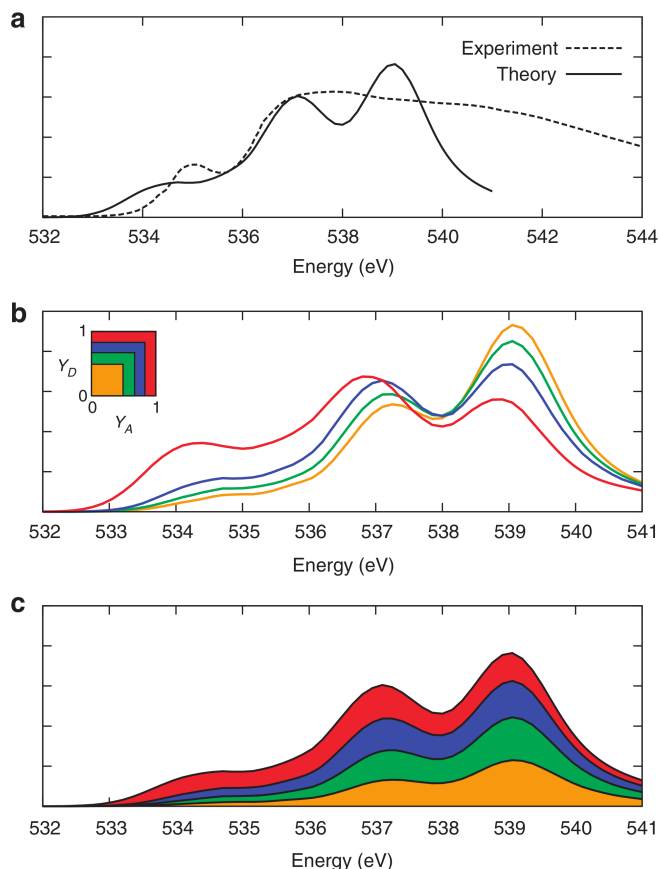 a
Experiment
Theory
532 534 536 538 540 542 544
Energy (eV)
b
1
Y_D
0
0 1
Y_A
532 533 534 535 536 537 538 539 540 541
Energy (eV)
c
532 533 534 535 536 537 538 539 540 541
Energy (eV)